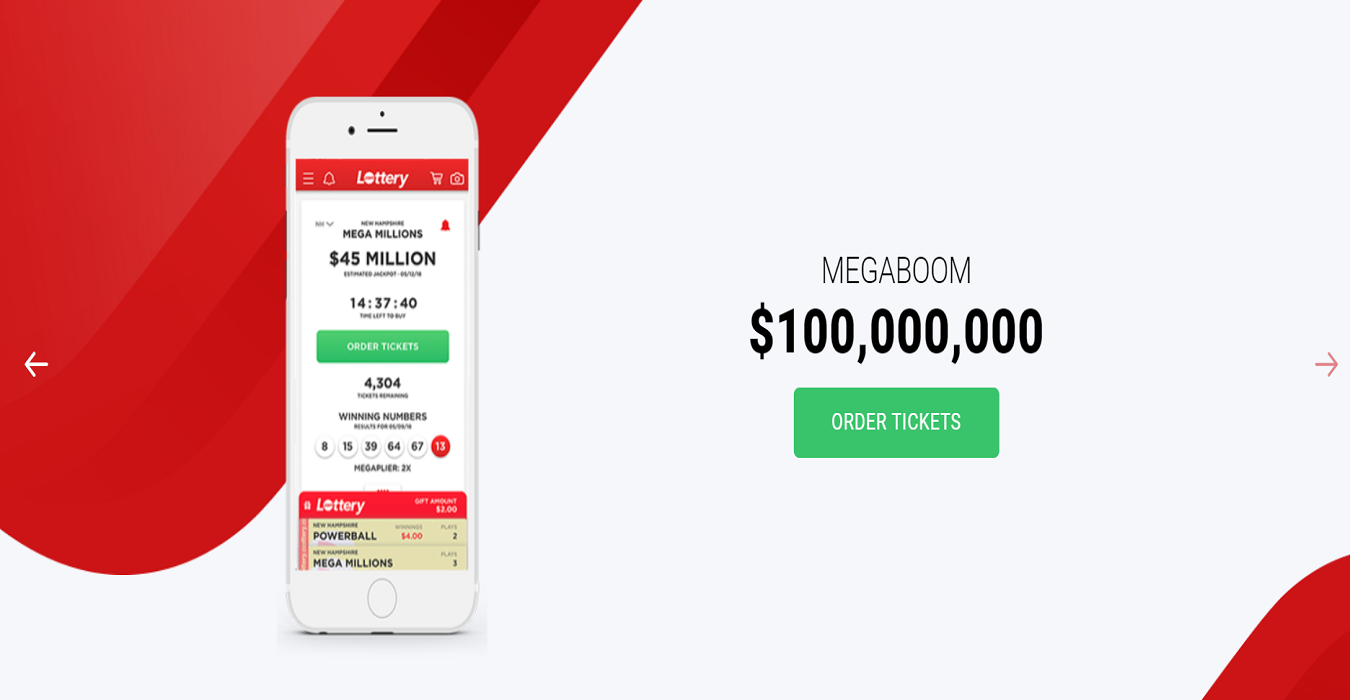 Lottery
NH
NEW HAMPSHIRE
MEGA MILLIONS
$45 MILLION
ESTIMATED JACKPOT - 05/12/18
14 : 37 : 40
TIME LEFT TO BUY
ORDER TICKETS
4,304
TICKETS REMAINING
WINNING NUMBERS
RESULTS FOR 05/09/18
8 15 39 64 67 13
MEGAPLIER: 2X
Lottery
GIFT AMOUNT
$2.00
NEW HAMPSHIRE WINNINGS PLAYS
POWERBALL $4.00 2
NEW HAMPSHIRE PLAYS
MEGA MILLIONS 3
MEGABOOM
$100,000,000
ORDER TICKETS